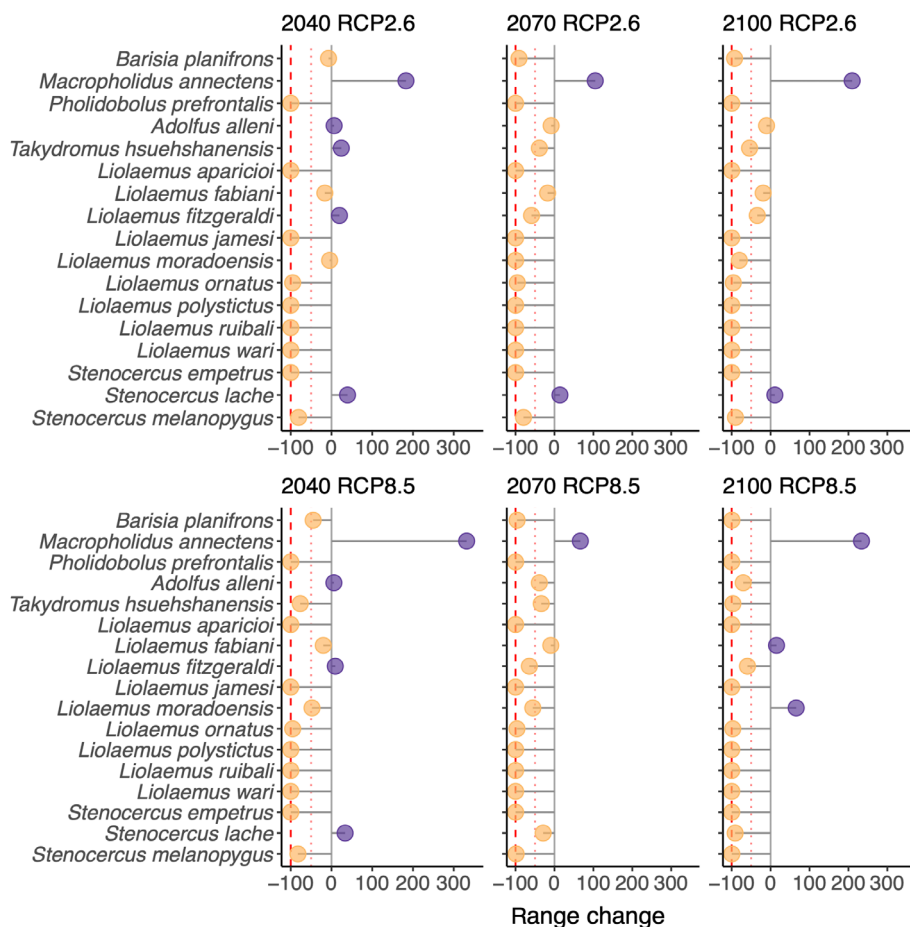 2040 RCP2.6 2070 RCP2.6 2100 RCP2.6
Barisia planifrons
Macropholidus annectens
Pholidobolus prefrontalis
Adolfus alleni
Takydromus hsuehshanensis
Liolaemus aparicioi
Liolaemus fabiani
Liolaemus fitzgeraldi
Liolaemus jamesi
Liolaemus moradoensis
Liolaemus ornatus
Liolaemus polystictus
Liolaemus ruibali
Liolaemus wari
Stenocercus empetrus
Stenocercus lache
Stenocercus melanopygus
−100 0 100 200 300 −100 0 100 200 300 −100 0 100 200 300
2040 RCP8.5 2070 RCP8.5 2100 RCP8.5
Barisia planifrons
Macropholidus annectens
Pholidobolus prefrontalis
Adolfus alleni
Takydromus hsuehshanensis
Liolaemus aparicioi
Liolaemus fabiani
Liolaemus fitzgeraldi
Liolaemus jamesi
Liolaemus moradoensis
Liolaemus ornatus
Liolaemus polystictus
Liolaemus ruibali
Liolaemus wari
Stenocercus empetrus
Stenocercus lache
Stenocercus melanopygus
−100 0 100 200 300 −100 0 100 200 300 −100 0 100 200 300
Range change